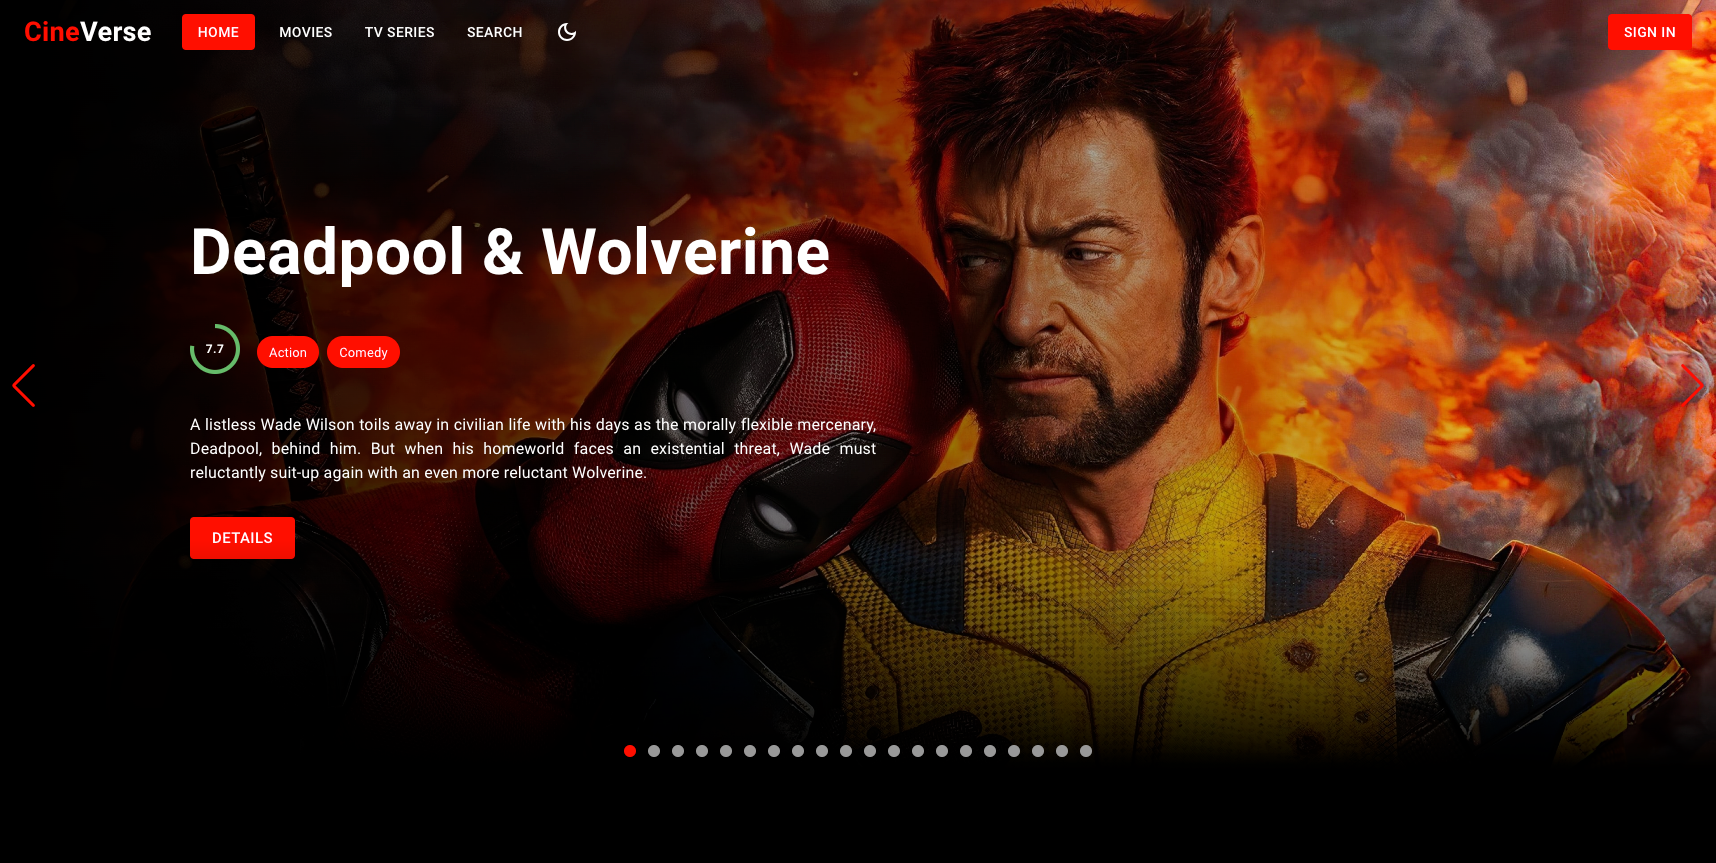 CineVerse HOME MOVIES TV SERIES SEARCH SIGN IN
Deadpool & Wolverine
7.7 Action Comedy
A listless Wade Wilson toils away in civilian life with his days as the morally flexible mercenary,
Deadpool, behind him. But when his homeworld faces an existential threat, Wade must
reluctantly suit-up again with an even more reluctant Wolverine.
DETAILS